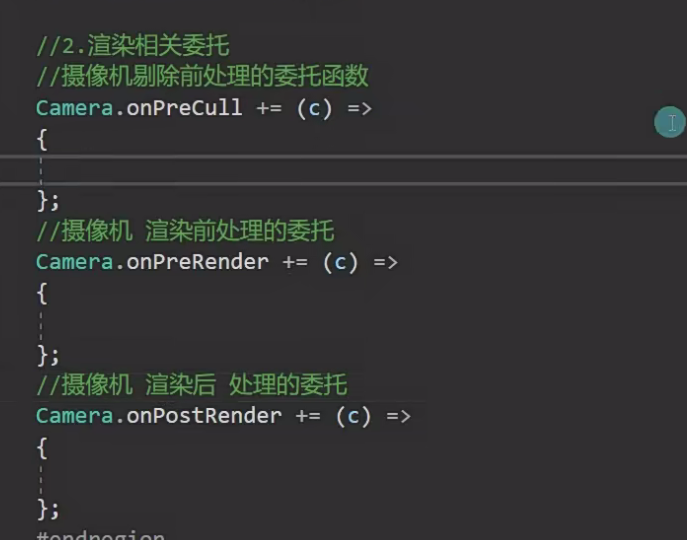 //2.渲染相关委托
//摄像机剔除前处理的委托函数
Camera.onPreCull += (c) =>
{
};
//摄像机 渲染前处理的委托
Camera.onPreRender += (c) =>
{
};
//摄像机 渲染后 处理的委托
Camera.onPostRender += (c) =>
{
};
#endregion